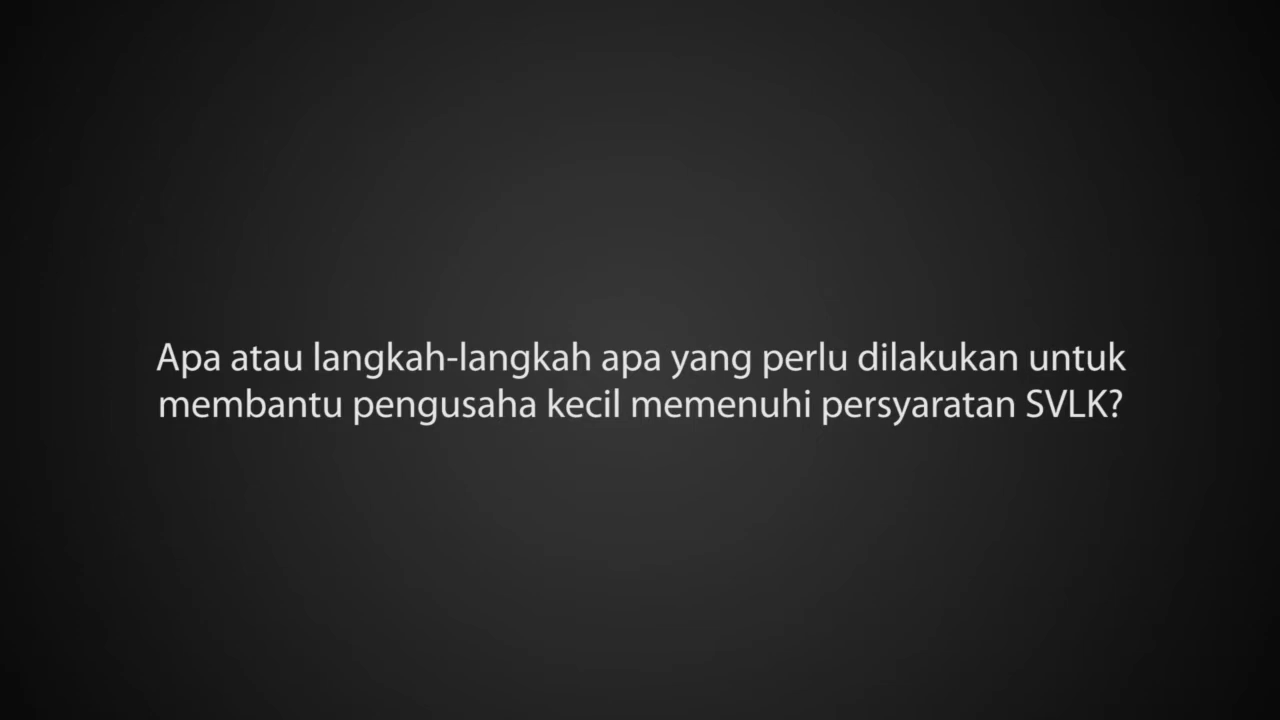 Apa atau langkah-langkah apa yang perlu dilakukan untuk
membantu pengusaha kecil memenuhi persyaratan SVLK?